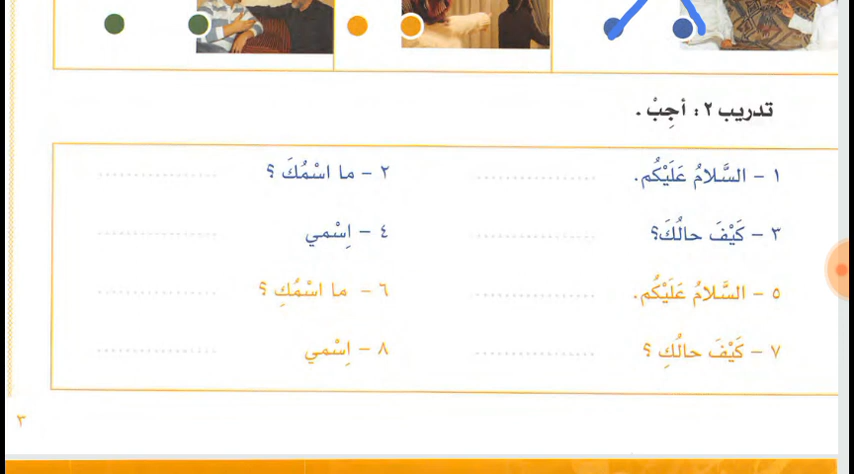 تدريب ٢ : أجِبْ .
١ – السَّلامُ عَلَيْكُم. .................. ٢ – ما اسْمُكَ ؟ ..................
٣ – كَيْفَ حالُكَ؟ .................. ٤ – اِسْمي ..................
٥ – السَّلامُ عَلَيْكُم. .................. ٦ – ما اسْمُكِ ؟ ..................
٧ – كَيْفَ حالُكِ ؟ .................. ٨ – اِسْمي ..................
٣